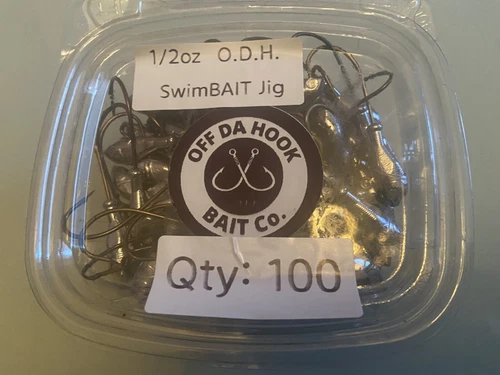 1/2oz O.D.H.
SwimBAIT Jig
OFF DA HOOK
BAIT Co.
Qty: 100